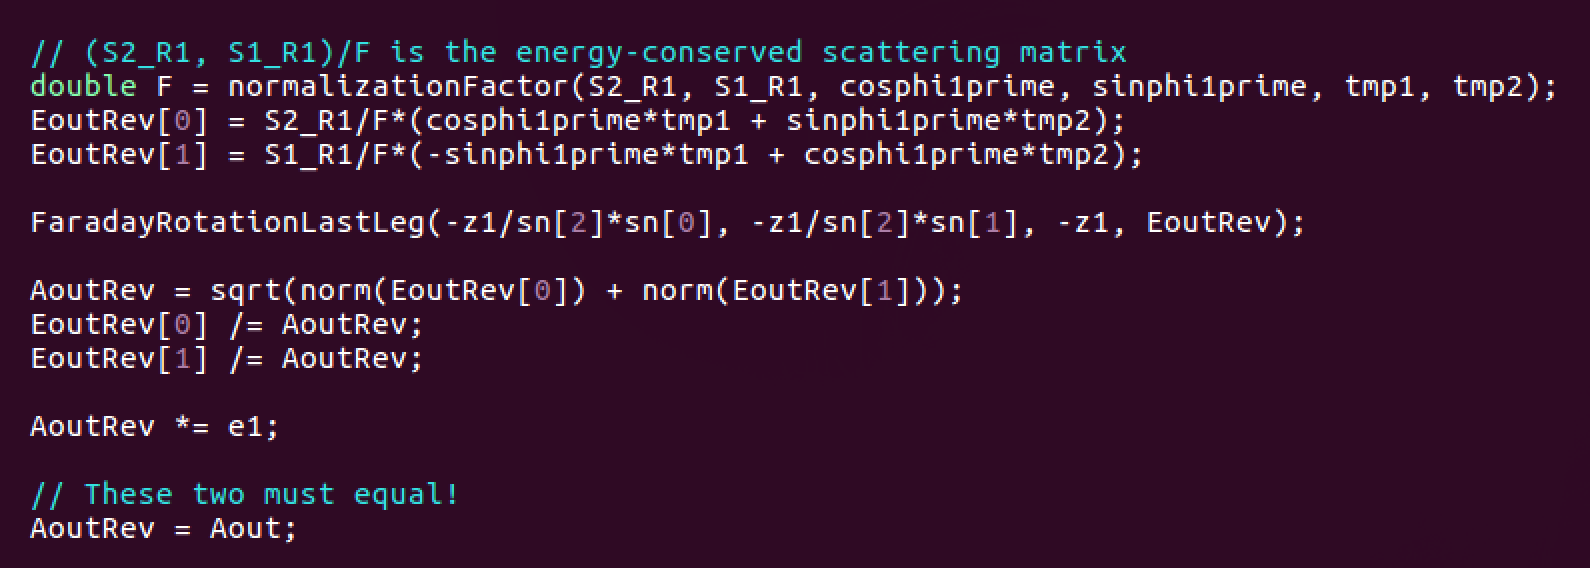 // (S2_R1, S1_R1)/F is the energy-conserved scattering matrix
double F = normalizationFactor(S2_R1, S1_R1, cosphi1prime, sinphi1prime, tmp1, tmp2);
EoutRev[0] = S2_R1/F*(cosphi1prime*tmp1 + sinphi1prime*tmp2);
EoutRev[1] = S1_R1/F*(-sinphi1prime*tmp1 + cosphi1prime*tmp2);
FaradayRotationLastLeg(-z1/sn[2]*sn[0], -z1/sn[2]*sn[1], -z1, EoutRev);
AoutRev = sqrt(norm(EoutRev[0]) + norm(EoutRev[1]));
EoutRev[0] /= AoutRev;
EoutRev[1] /= AoutRev;
AoutRev *= e1;
// These two must equal!
AoutRev = Aout;